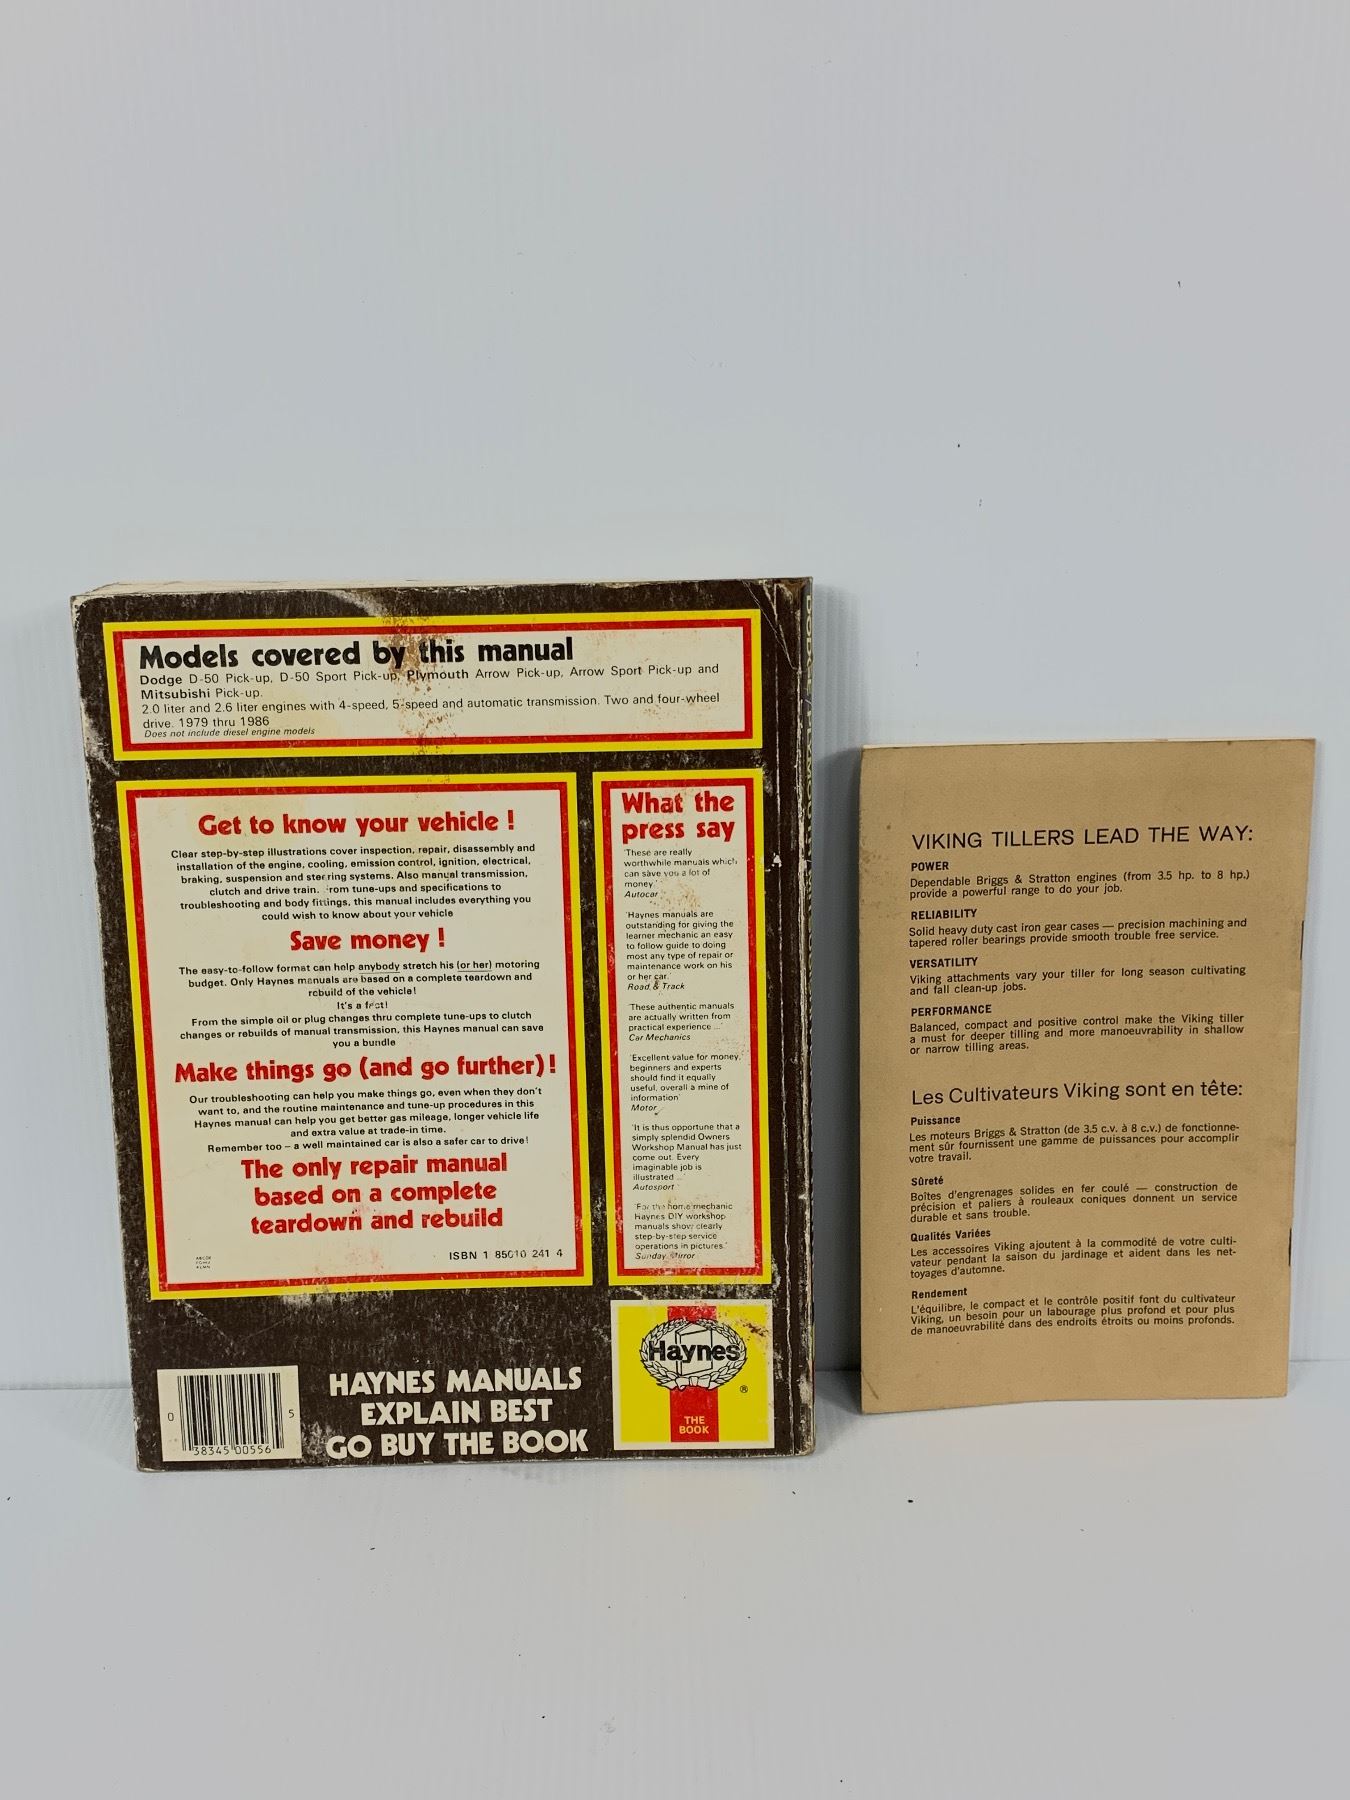 Models covered by this manual
Dodge D-50 Pick-up, D-50 Sport Pick-up, Plymouth Arrow Pick-up, Arrow Sport Pick-up and
Mitsubishi Pick-up.
2.0 liter and 2.6 liter engines with 4-speed, 5-speed and automatic transmission. Two and four-wheel
drive. 1979 thru 1986
Does not include diesel engine models
Get to know your vehicle !
Clear step-by-step illustrations cover inspection, repair, disassembly and
installation of the engine, cooling, emission control, ignition, electrical,
braking, suspension and steering systems. Also manual transmission,
clutch and drive train. From tune-ups and specifications to
troubleshooting and body fittings, this manual includes everything you
could wish to know about your vehicle
Save money !
The easy-to-follow format can help anybody stretch his (or her) motoring
budget. Only Haynes manuals are based on a complete teardown and
rebuild of the vehicle!
It's a fact!
From the simple oil or plug changes thru complete tune-ups to clutch
changes or rebuilds of manual transmission, this Haynes manual can save
you a bundle
Make things go (and go further)!
Our troubleshooting can help you make things go, even when they don't
want to, and the routine maintenance and tune-up procedures in this
Haynes manual can help you get better gas mileage, longer vehicle life
and extra value at trade-in time.
Remember too – a well maintained car is also a safer car to drive!
The only repair manual
based on a complete
teardown and rebuild
ISBN 1 85010 241 4
What the
press say
'These are really
worthwhile manuals which
can save you a lot of
money'
Autocar
'Haynes manuals are
outstanding for giving the
learner mechanic an easy
to follow guide to doing
most any type of repair or
maintenance work on his
or her car.'
Road & Track
'These authentic manuals
are actually written from
practical experience ...'
Car Mechanics
'Excellent value for money,
beginners and experts
should find it equally
useful, overall a mine of
information'
Motor
'It is thus opportune that a
simply splendid Owners
Workshop Manual has just
come out. Every
imaginable job is
illustrated ...'
Autosport
'For the home mechanic
Haynes DIY workshop
manuals show clearly
step-by-step service
operations in pictures.'
Sunday Mirror
0 38345 00556 5
HAYNES MANUALS
EXPLAIN BEST
GO BUY THE BOOK
Haynes
®
THE
BOOK
VIKING TILLERS LEAD THE WAY:
POWER
Dependable Briggs & Stratton engines (from 3.5 hp. to 8 hp.)
provide a powerful range to do your job.
RELIABILITY
Solid heavy duty cast iron gear cases — precision machining and
tapered roller bearings provide smooth trouble free service.
VERSATILITY
Viking attachments vary your tiller for long season cultivating
and fall clean-up jobs.
PERFORMANCE
Balanced, compact and positive control make the Viking tiller
a must for deeper tilling and more manoeuvrability in shallow
or narrow tilling areas.
Les Cultivateurs Viking sont en tête:
Puissance
Les moteurs Briggs & Stratton (de 3.5 c.v. à 8 c.v.) de fonctionne-
ment sûr fournissent une gamme de puissances pour accomplir
votre travail.
Sûreté
Boîtes d'engrenages solides en fer coulé — construction de
précision et paliers à rouleaux coniques donnent un service
durable et sans trouble.
Qualités Variées
Les accessoires Viking ajoutent à la commodité de votre culti-
vateur pendant la saison du jardinage et aident dans les net-
toyages d'automne.
Rendement
L'équilibre, le compact et le contrôle positif font du cultivateur
Viking, un besoin pour un labourage plus profond et pour plus
de manoeuvrabilité dans des endroits étroits ou moins profonds.